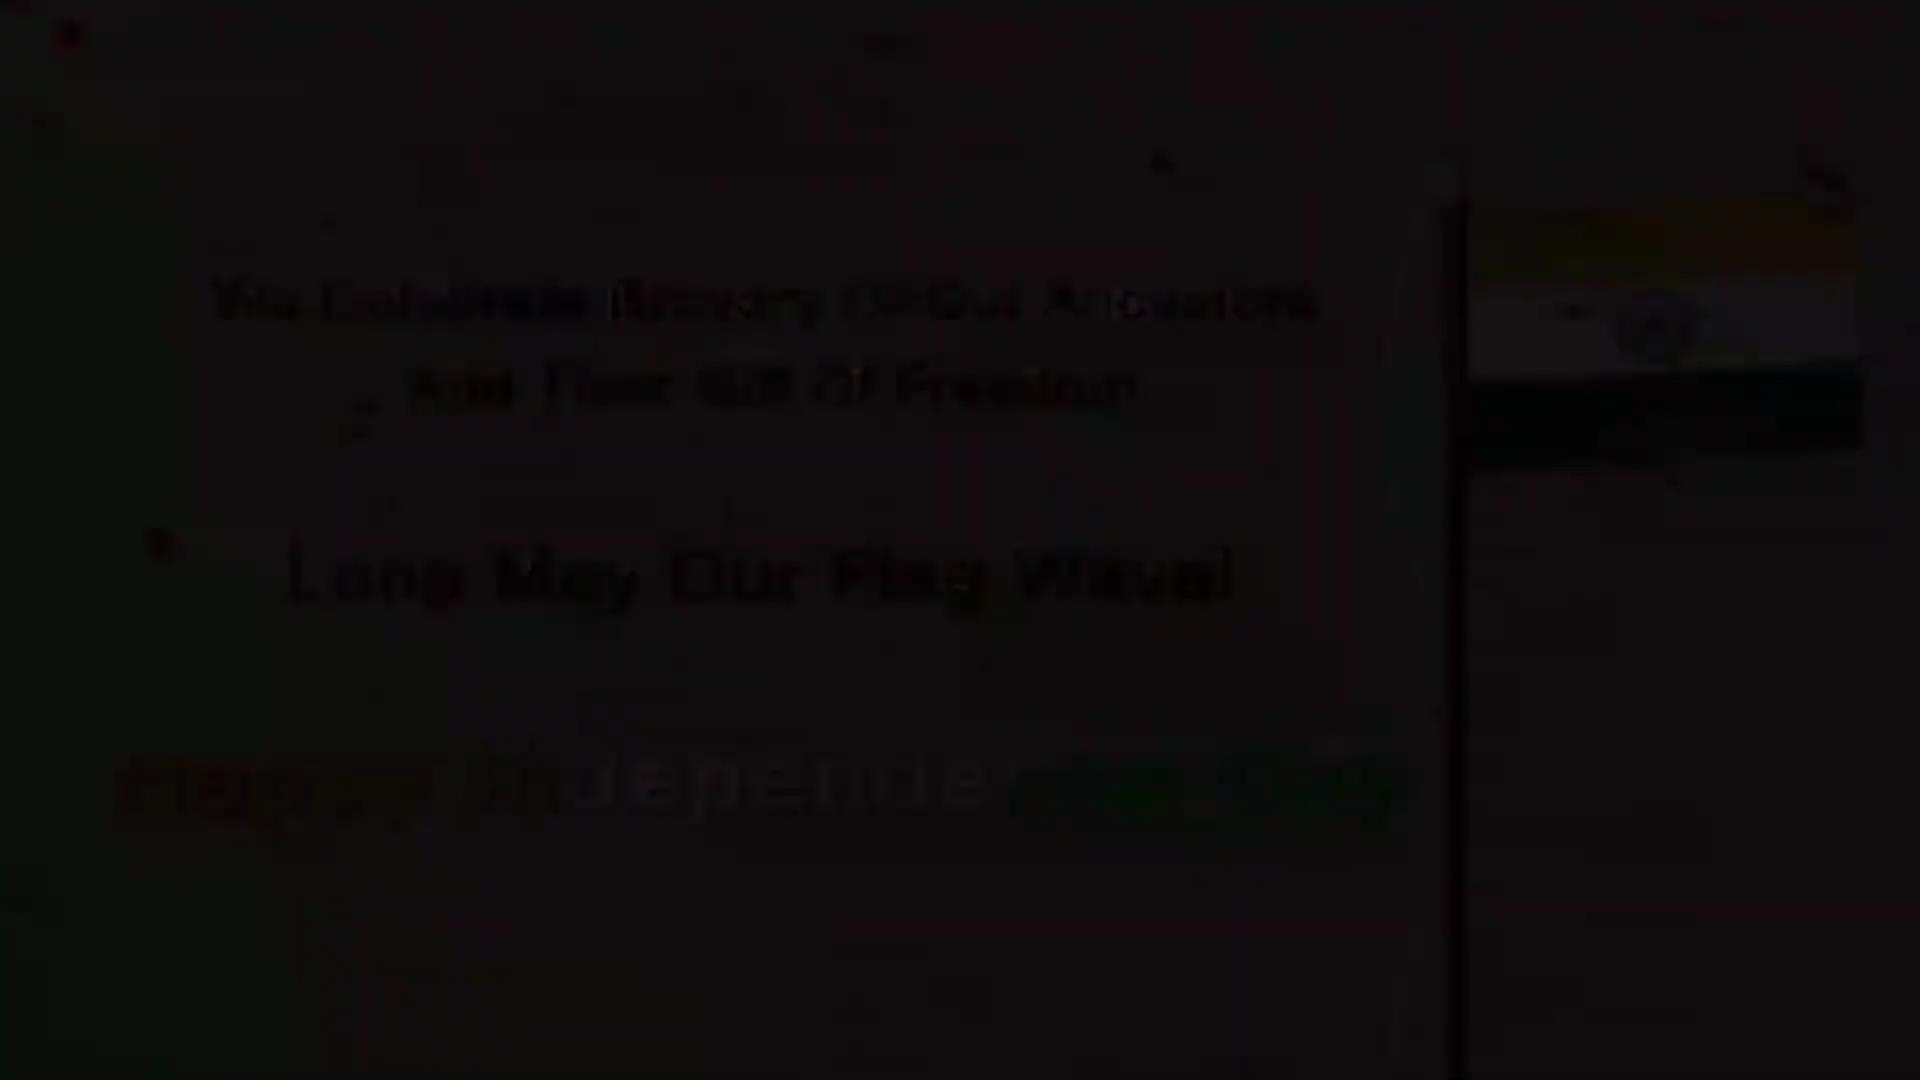 We Celebrate Bravery Of Our Ancestors
And Their Gift Of Freedom
Long May Our Flag Wave!
Happy Independence Day